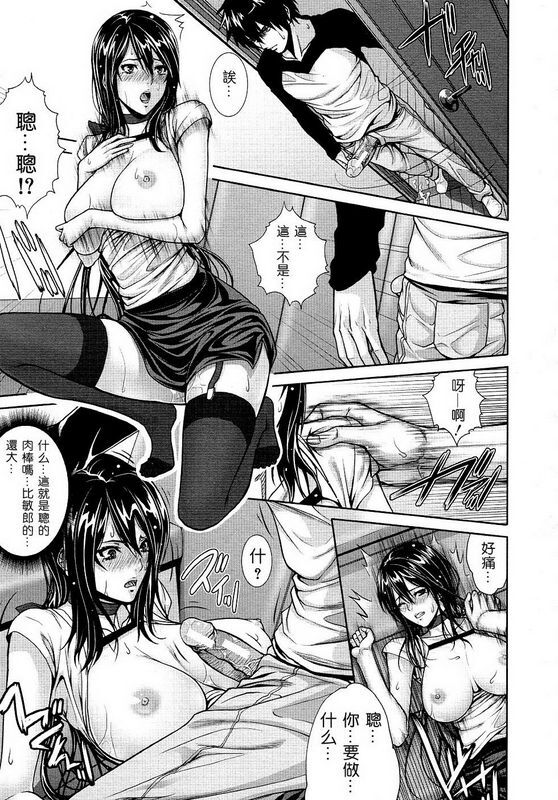 誒…
聰…聰!?
這…
這…不是…
呀—啊!
好痛…
什?
什么…這就是聰的
肉棒嗎…比敏郎的…
還大…
聰…
你…要做
什么…